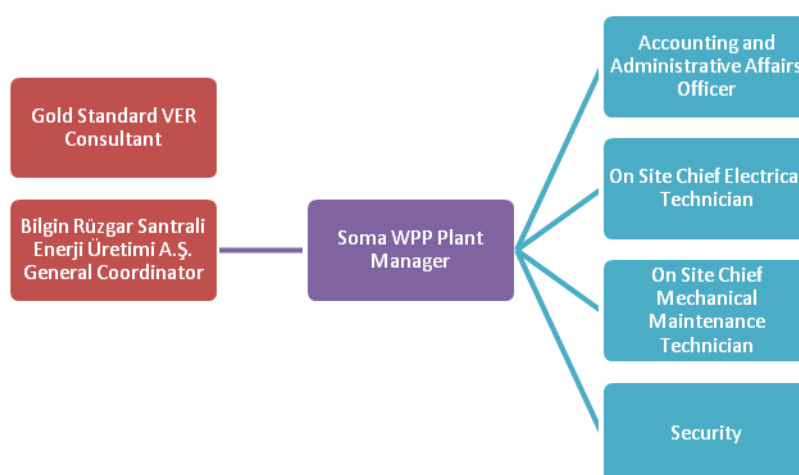 Gold Standard VER
Consultant
Bilgin Rüzgar Santrali
Enerji Üretimi A.Ş.
General Coordinator
Soma WPP Plant
Manager
Accounting and
Administrative Affairs
Officer
On Site Chief Electrica
Technician
On Site Chief
Mechanical
Maintenance
Technician
Security